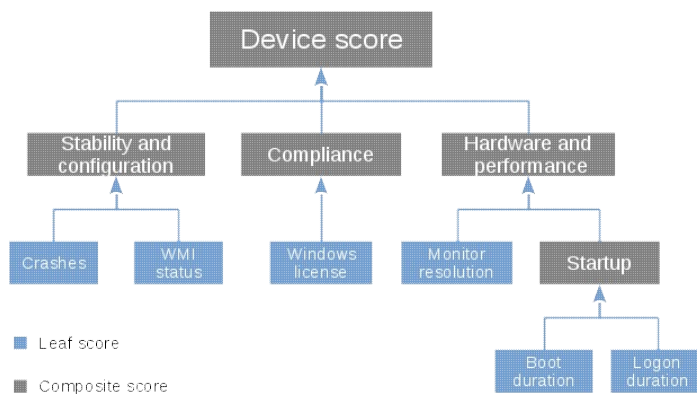 Device score
Stability and
configuration
Compliance
Hardware and
performance
Crashes
WMI
status
Windows
license
Monitor
resolution
Startup
Leaf score
Boot
duration
Logon
duration
Composite score